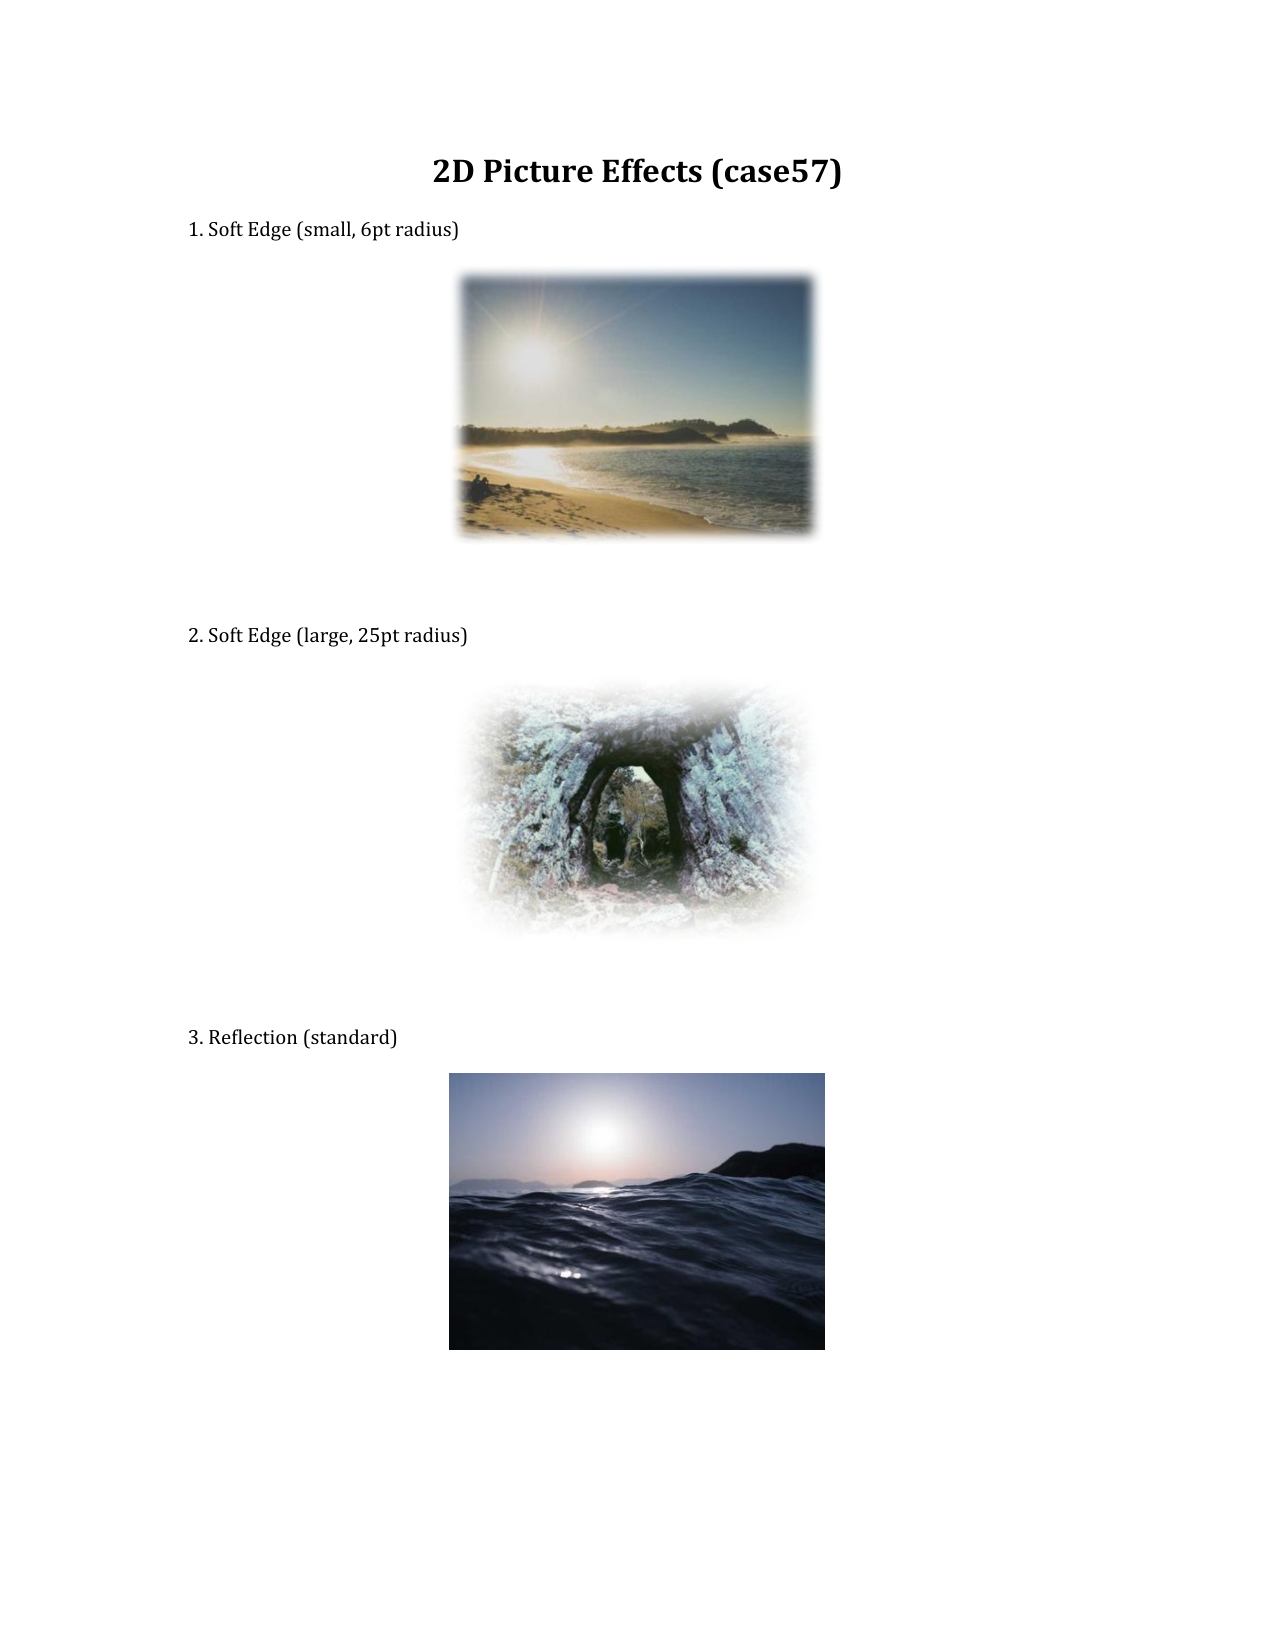 2D Picture Effects (case57)
1. Soft Edge (small, 6pt radius)
2. Soft Edge (large, 25pt radius)
3. Reflection (standard)